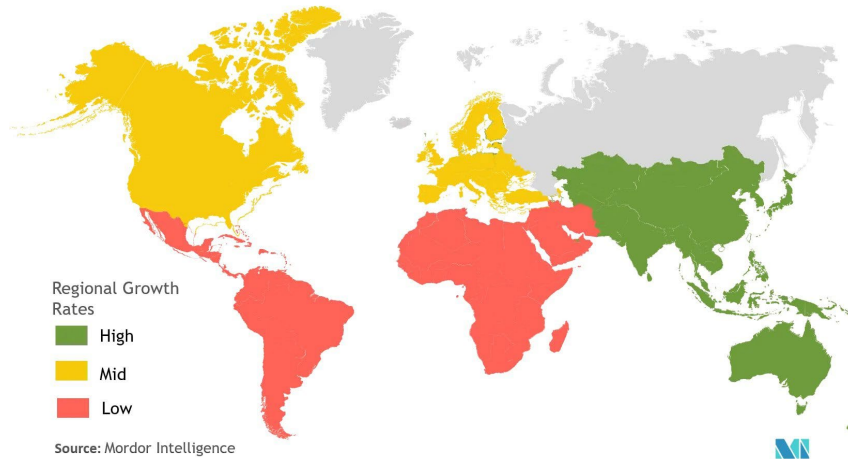 Regional Growth
Rates
High
Mid
Low
Source: Mordor Intelligence